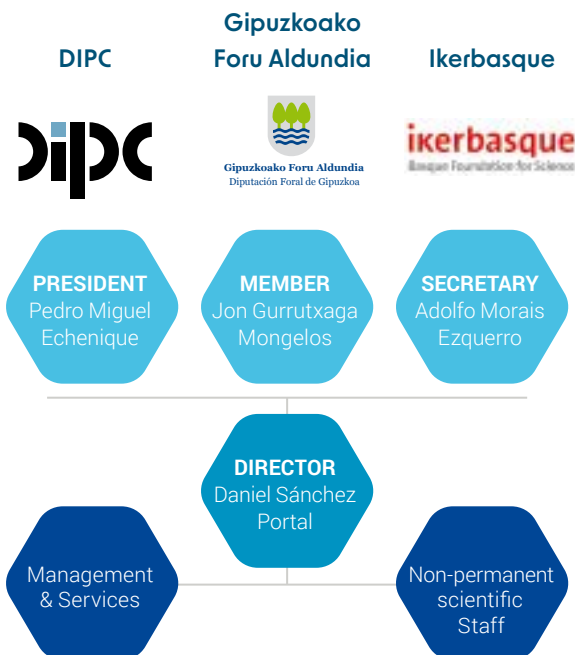 DIPC
Gipuzkoako
Foru Aldundia
Ikerbasque
dipc
Gipuzkoako Foru Aldundia
Diputación Foral de Gipuzkoa
ikerbasque
Basque Foundation for Science
PRESIDENT
Pedro Miguel
Echenique
MEMBER
Jon Gurrutxaga
Mongelos
SECRETARY
Adolfo Morais
Ezquerro
DIRECTOR
Daniel Sánchez
Portal
Management
& Services
Non-permanent
scientific
Staff